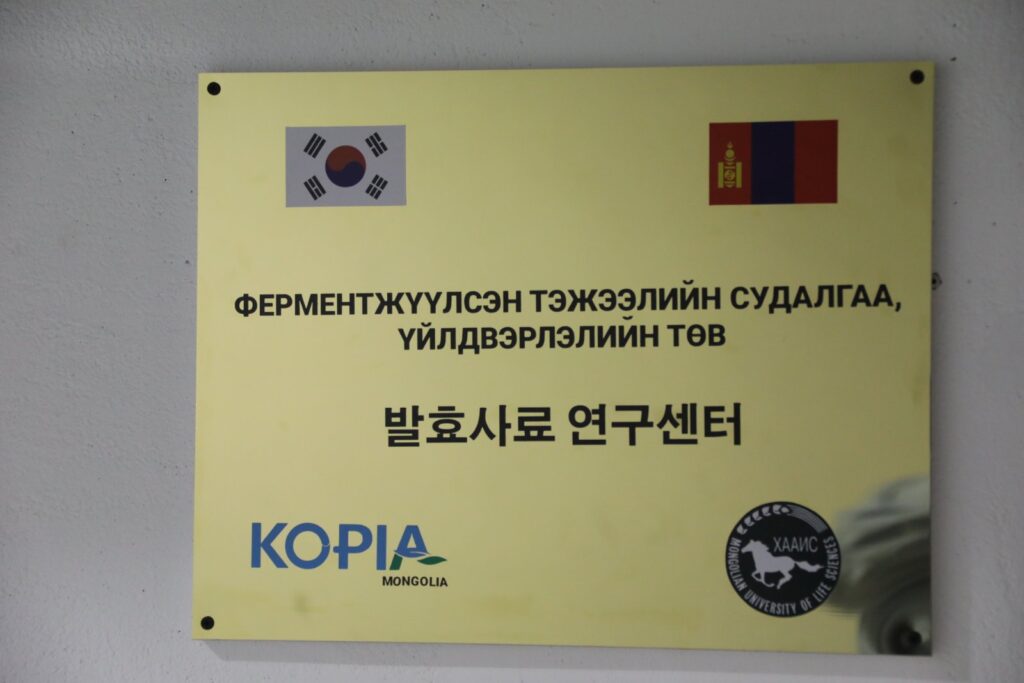 ФЕРМЕНТЖҮҮЛСЭН ТЭЖЭЭЛИЙН СУДАЛГАА,
ҮЙЛДВЭРЛЭЛИЙН ТӨВ
발효사료 연구센터
KOPIA
MONGOLIA
ХААИС
MONGOLIAN UNIVERSITY OF LIFE SCIENCES